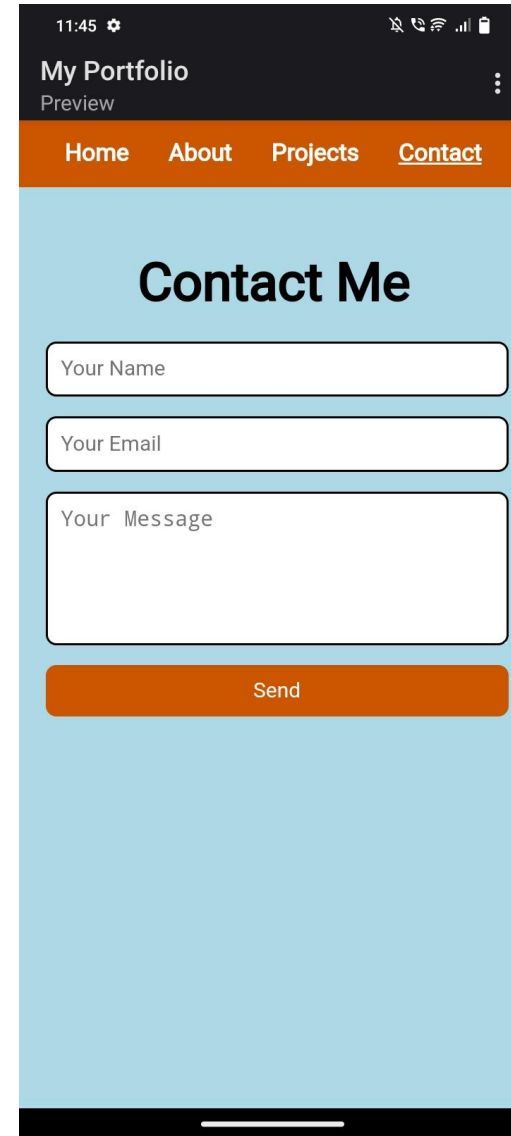 11:45
My Portfolio
Preview
Home About Projects Contact
Contact Me
Your Name
Your Email
Your Message
Send